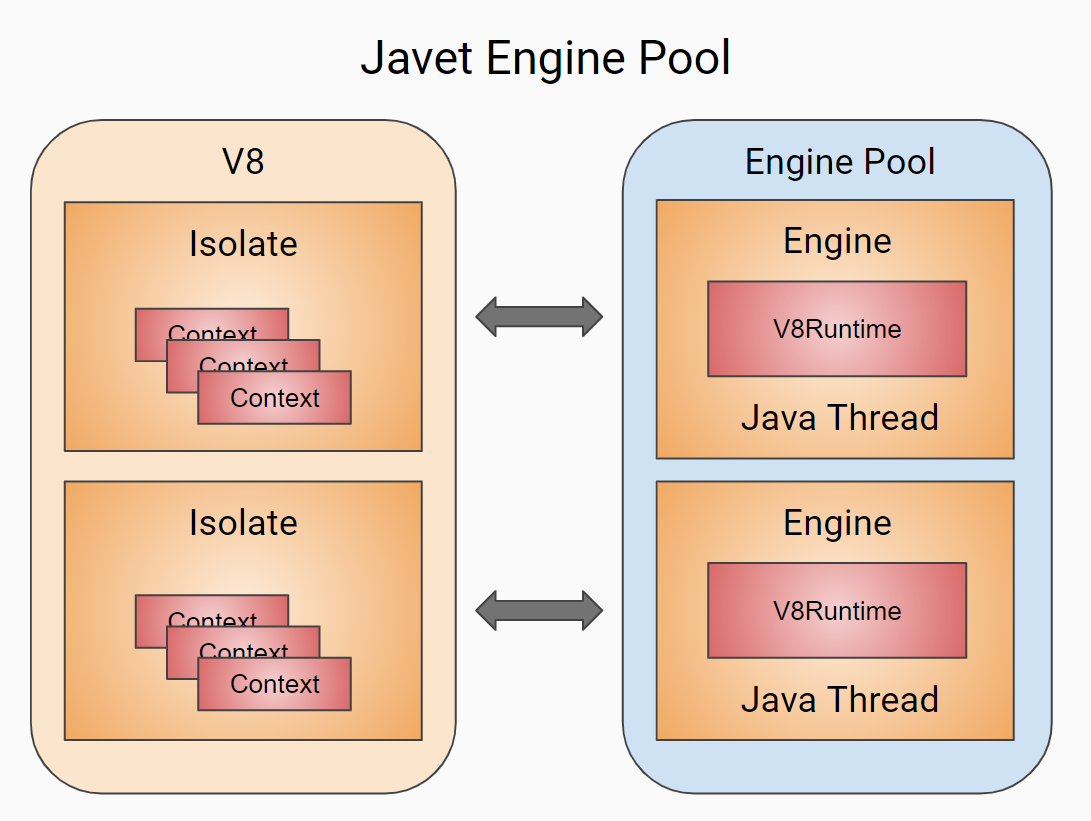 Javet Engine Pool
V8
Isolate
Context
Context
Context
Isolate
Context
Context
Context
Engine Pool
Engine
V8Runtime
Java Thread
Engine
V8Runtime
Java Thread